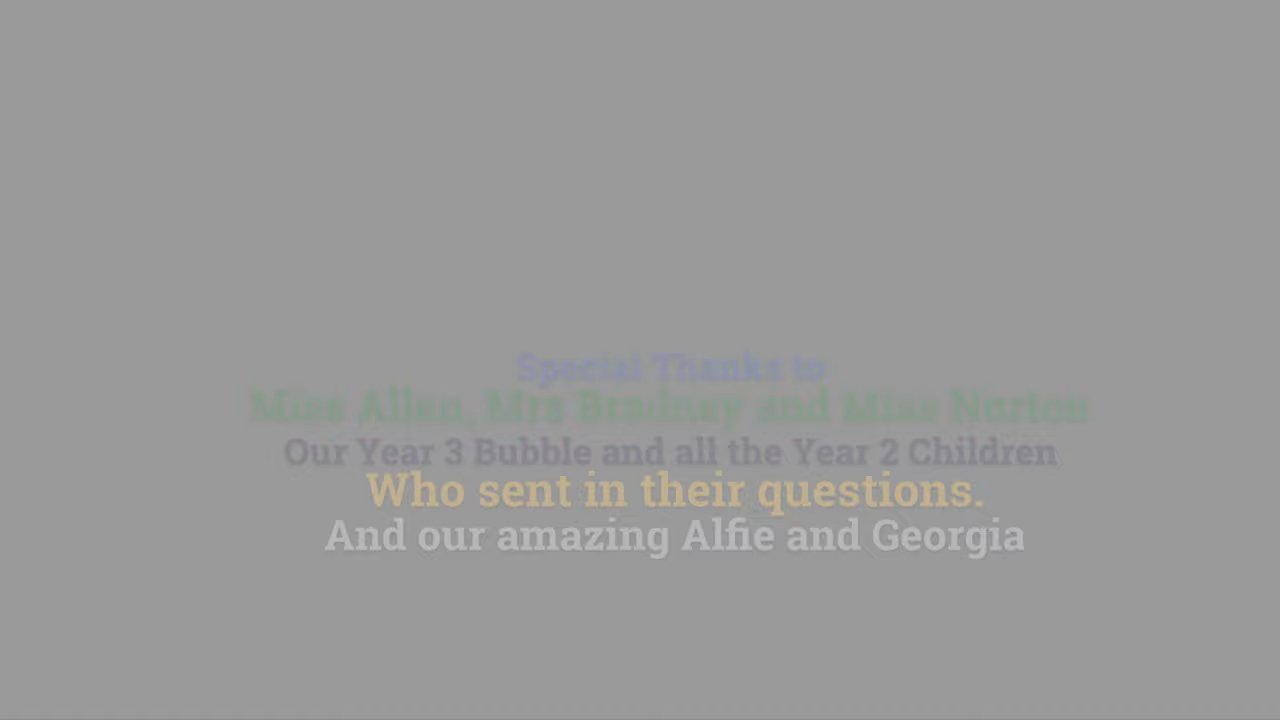 Special Thanks to
Miss Allan, Mrs Bradney and Miss Norton
Our Year 3 Bubble and all the Year 2 Children
Who sent in their questions.
And our amazing Alfie and Georgia